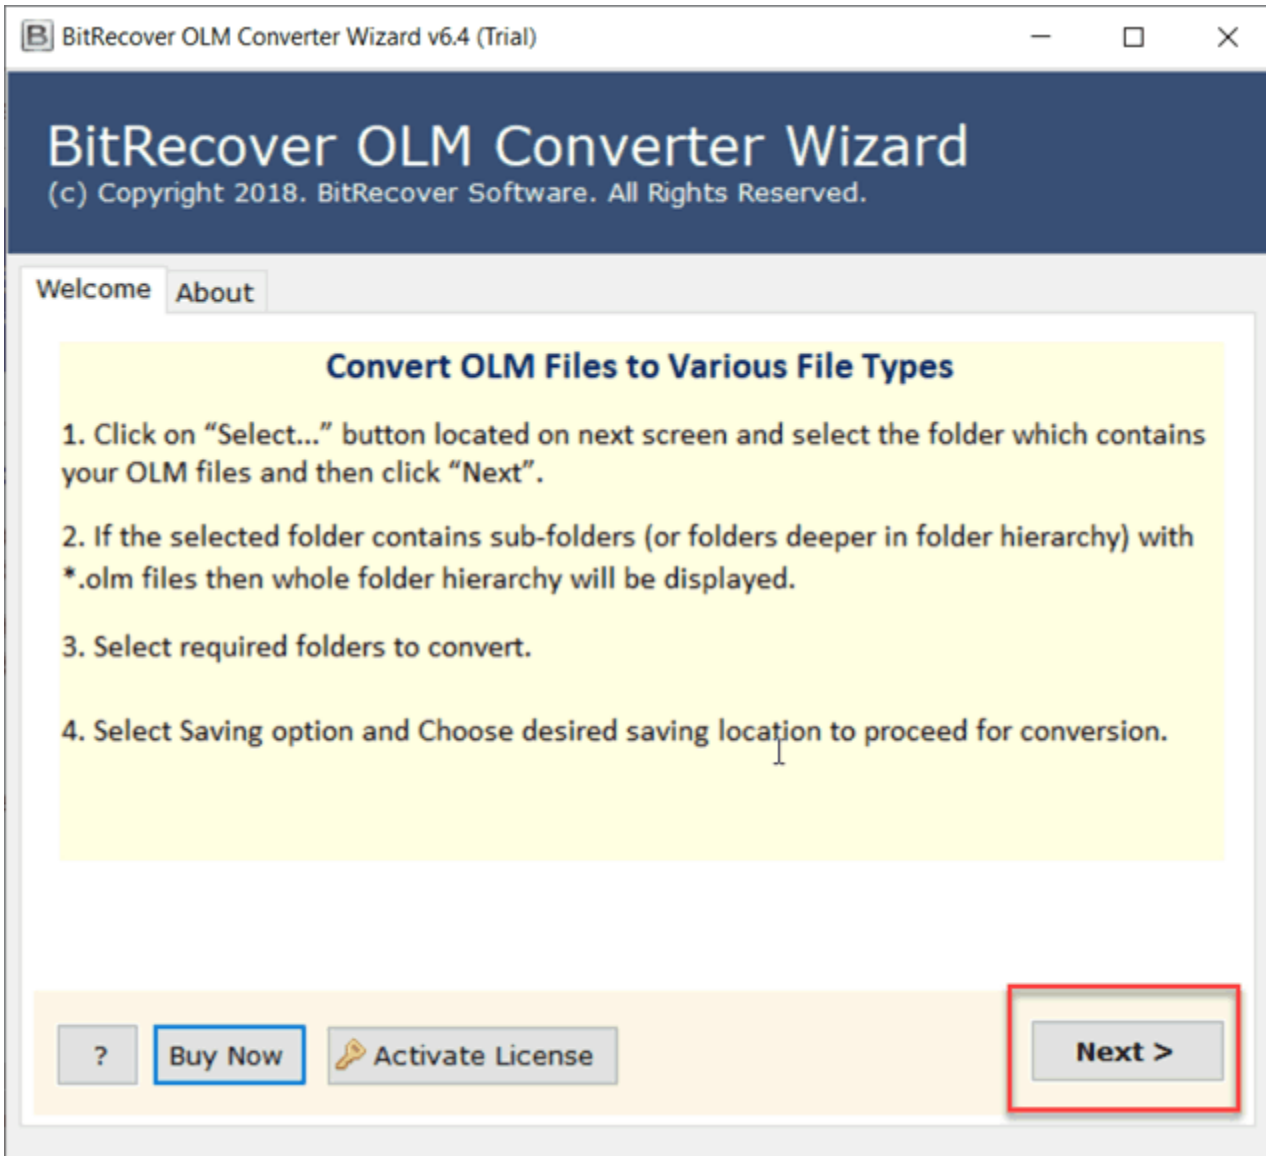 BitRecover OLM Converter Wizard v6.4 (Trial)
BitRecover OLM Converter Wizard
(c) Copyright 2018. BitRecover Software. All Rights Reserved.
Welcome
About
Convert OLM Files to Various File Types
1. Click on “Select...” button located on next screen and select the folder which contains
your OLM files and then click “Next”.
2. If the selected folder contains sub-folders (or folders deeper in folder hierarchy) with
*.olm files then whole folder hierarchy will be displayed.
3. Select required folders to convert.
4. Select Saving option and Choose desired saving location to proceed for conversion.
?
Buy Now
Activate License
Next >